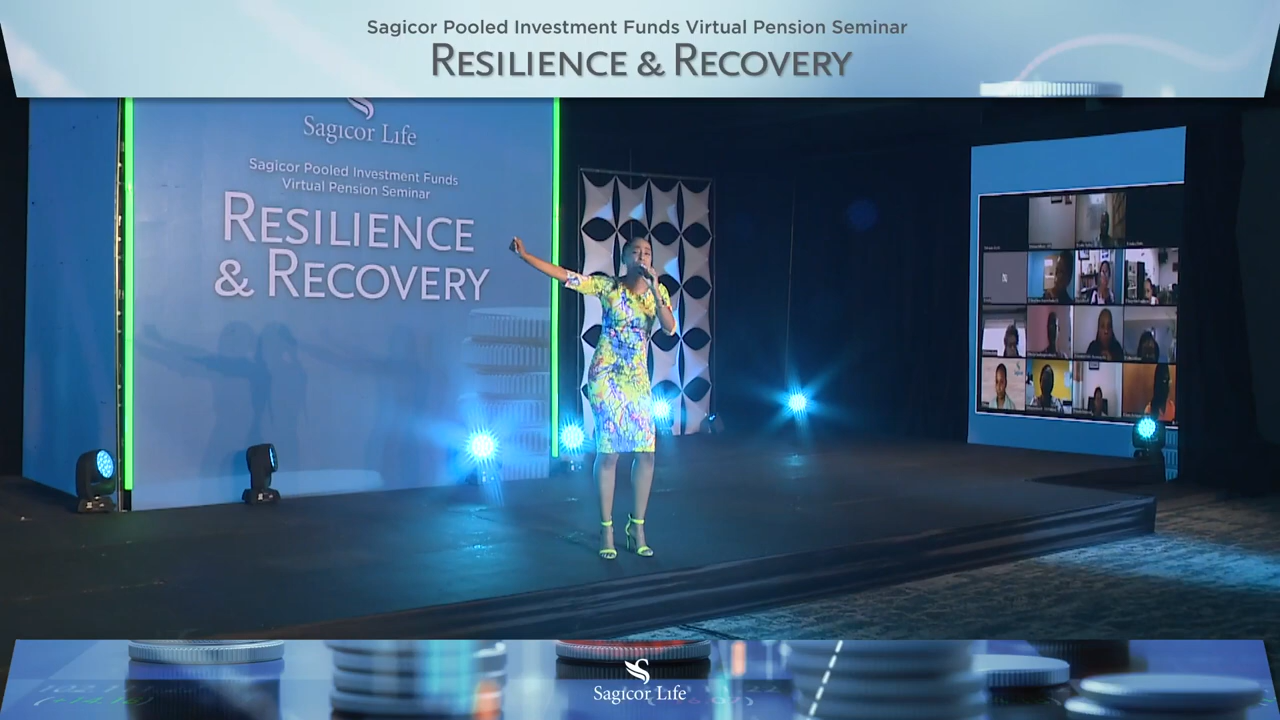 Sagicor Pooled Investment Funds Virtual Pension Seminar
RESILIENCE & RECOVERY
Sagicor Life
Sagicor Pooled Investment Funds
Virtual Pension Seminar
RESILIENCE
& RECOVERY
Sagicor Life